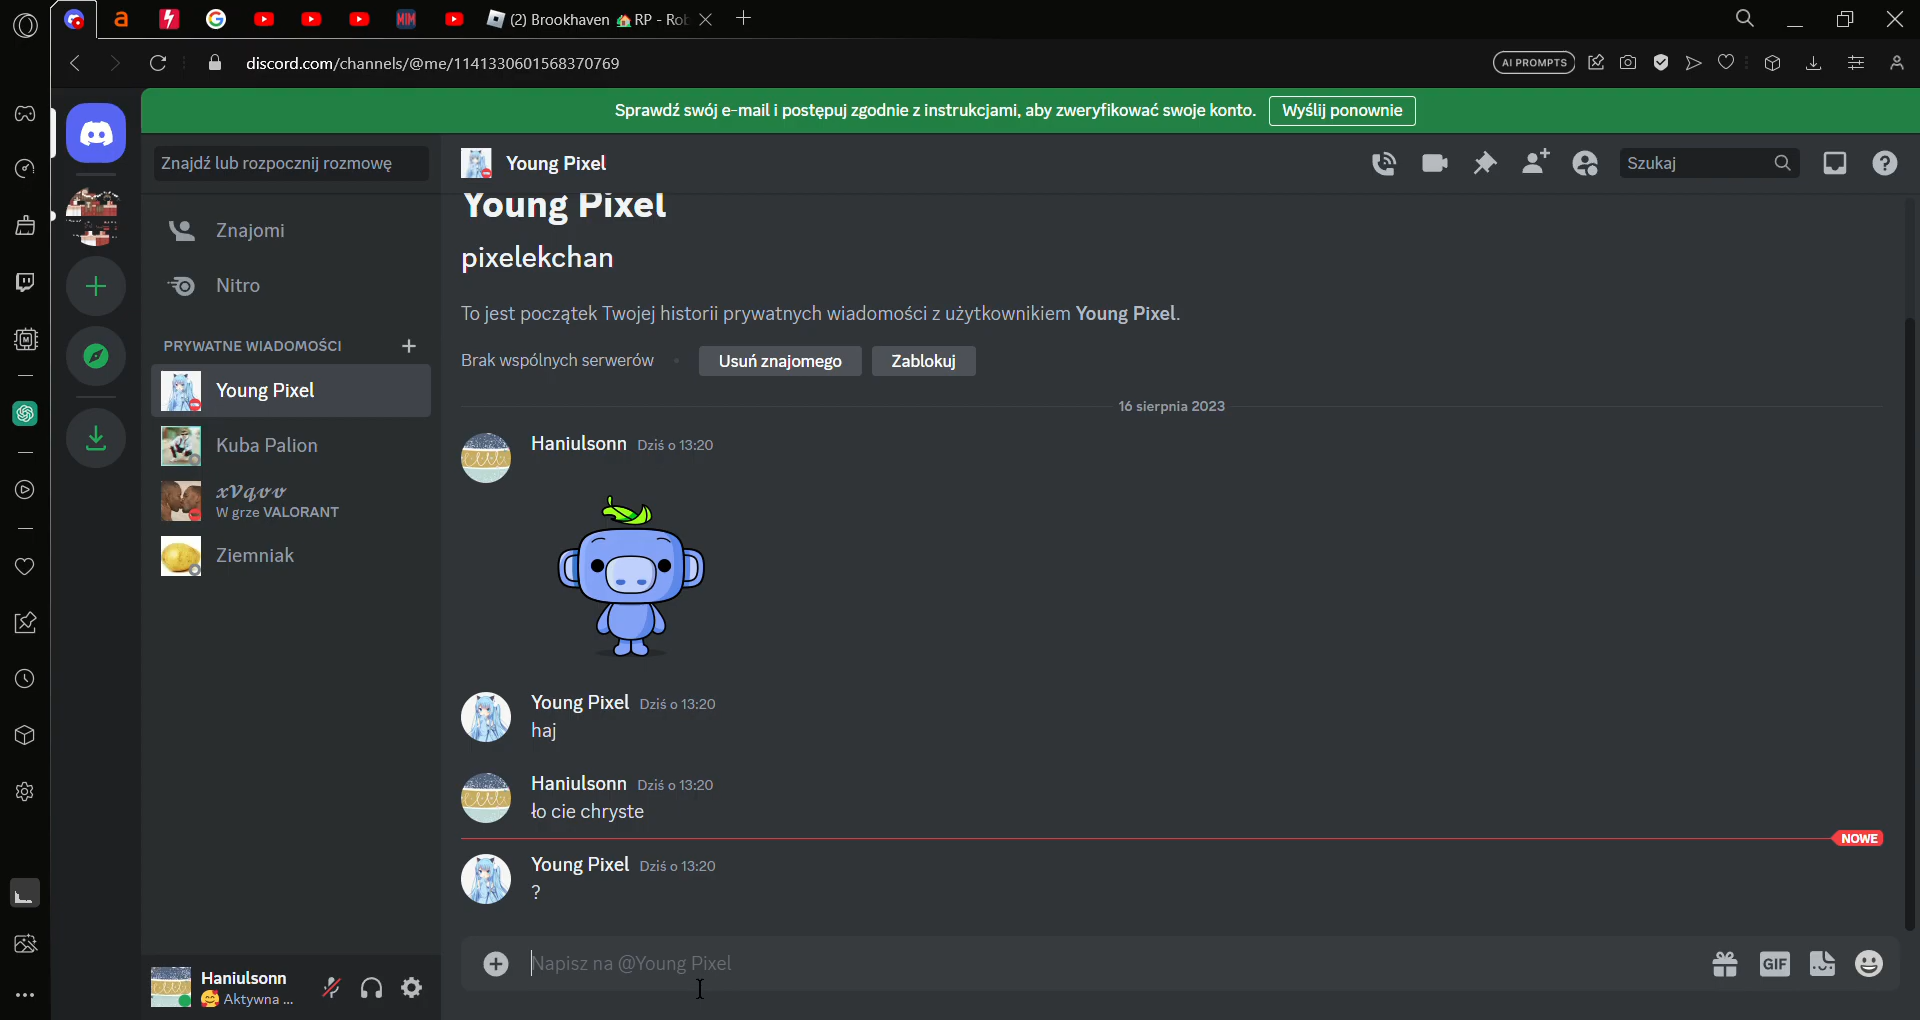 (2) Brookhaven 🏡RP - Rob
discord.com/channels/@me/1141330601568370769
AI PROMPTS
Sprawdź swój e-mail i postępuj zgodnie z instrukcjami, aby zweryfikować swoje konto. Wyślij ponownie
Znajdź lub rozpocznij rozmowę
Young Pixel
Szukaj
Znajomi
Nitro
PRYWATNE WIADOMOŚCI
Young Pixel
Kuba Palion
xVqvv
W grze VALORANT
Ziemniak
Young Pixel
pixelekchan
To jest początek Twojej historii prywatnych wiadomości z użytkownikiem Young Pixel.
Brak wspólnych serwerów
Usuń znajomego
Zablokuj
16 sierpnia 2023
Haniulsonn Dziś o 13:20
Young Pixel Dziś o 13:20
haj
Haniulsonn Dziś o 13:20
ło cie chryste
NOWE
Young Pixel Dziś o 13:20
?
Napisz na @Young Pixel
GIF
Haniulsonn
🥰 Aktywna ...